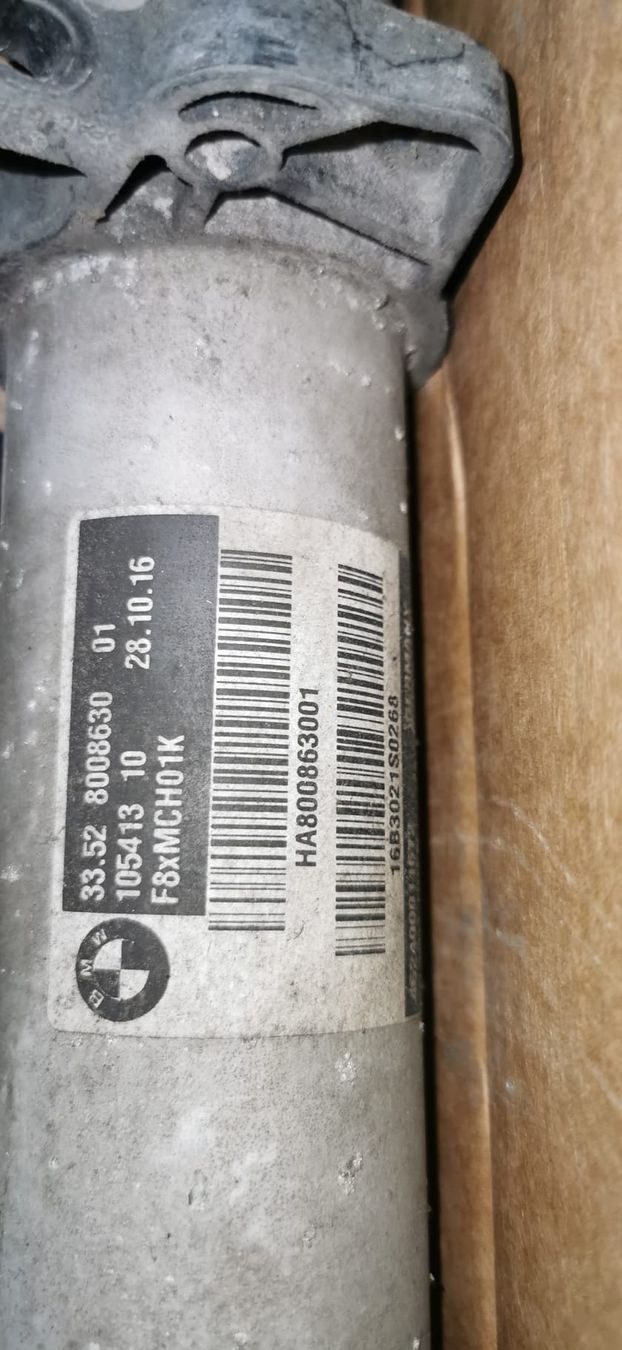 33.52 8008630 01
105413 10 28.10.16
F8xMCH01K
BMW
HA800863001
16B3021S0268